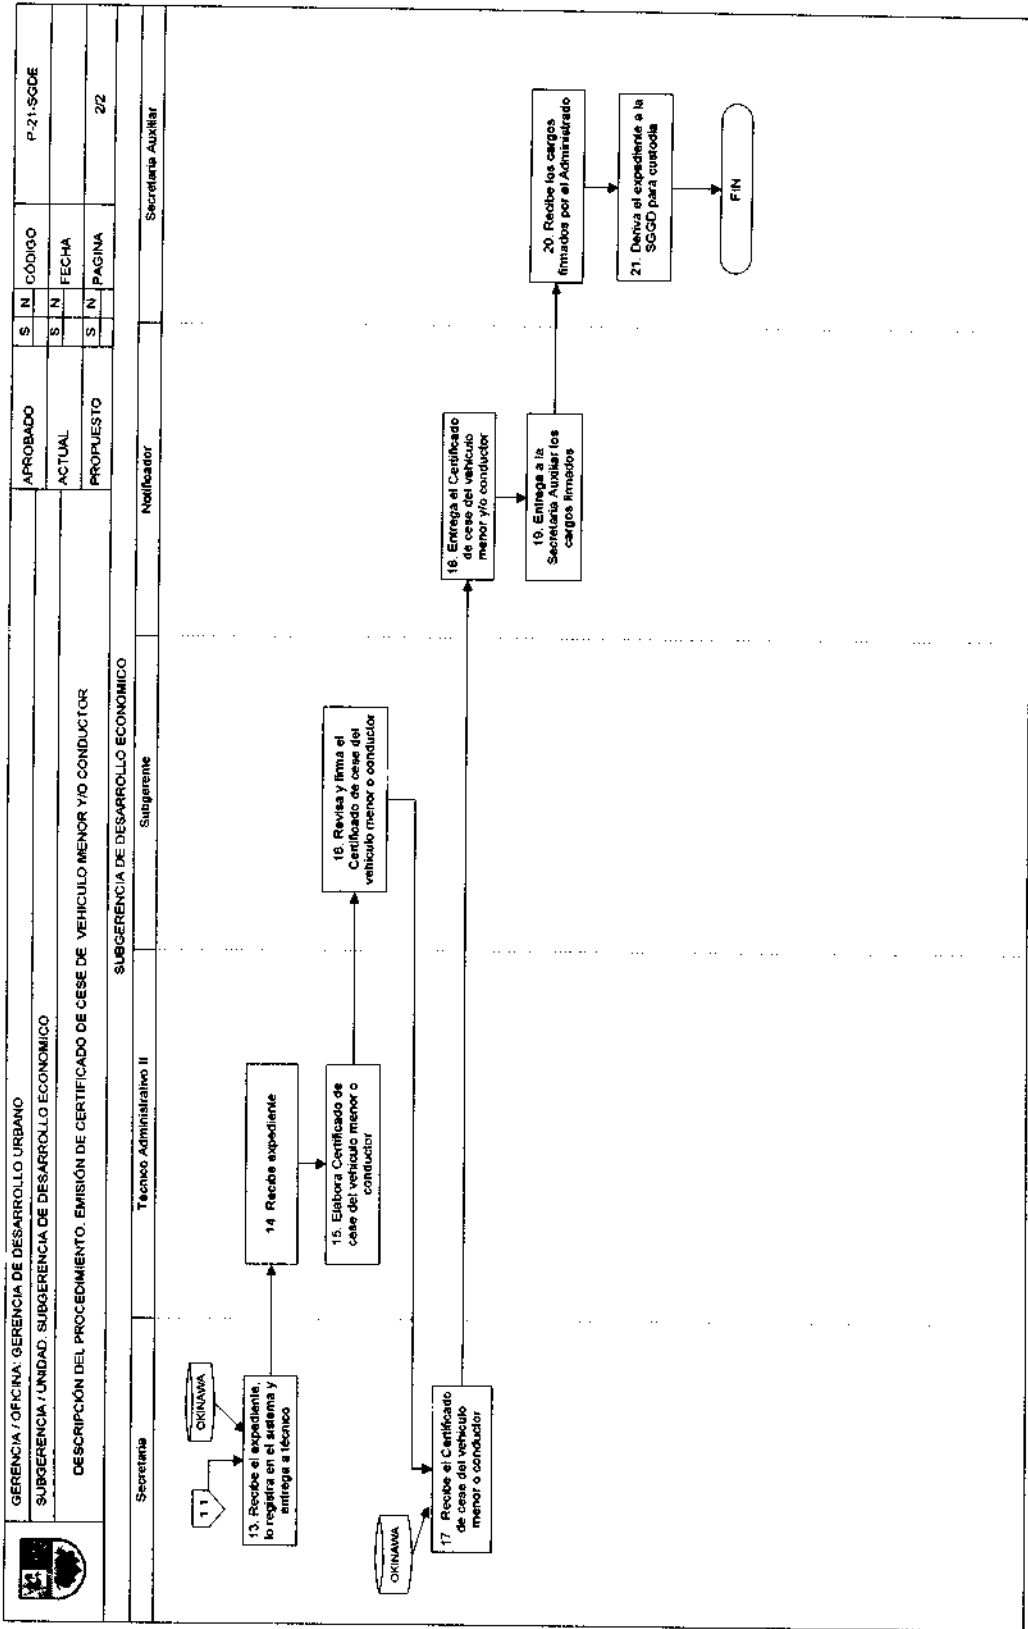 GERENCIA / OFICINA: GERENCIA DE DESARROLLO URBANO
SUBGERENCIA / UNIDAD: SUBGERENCIA DE DESARROLLO ECONOMICO
DESCRIPCIÓN DEL PROCEDIMIENTO. EMISIÓN DE CERTIFICADO DE CESE DE VEHICULO MENOR Y/O CONDUCTOR
APROBADO S N CÓDIGO P-21-SGDE
ACTUAL S N FECHA
PROPUESTO S N PAGINA 2/2
SUBGERENCIA DE DESARROLLO ECONOMICO
Secretaria
Técnico Administrativo II
Subgerente
Notificador
Secretaria Auxiliar
1 1
OKINAWA
13. Recibe el expediente,
lo registra en el sistema y
entrega a técnico
14 Recibe expediente
15. Elabora Certificado de
cese del vehiculo menor o
conductor
16. Revisa y firma el
Certificado de cese del
vehiculo menor o conductor
OKINAWA
17 Recibe el Certificado
de cese del vehiculo
menor o conductor
18. Entrega el Certificado
de cese del vehiculo
menor y/o conductor
19. Entrega a la
Secretaria Auxiliar los
cargos firmados
20. Recibe los cargos
firmados por el Administrado
21. Deriva el expediente a la
SGGD para custodia
FIN